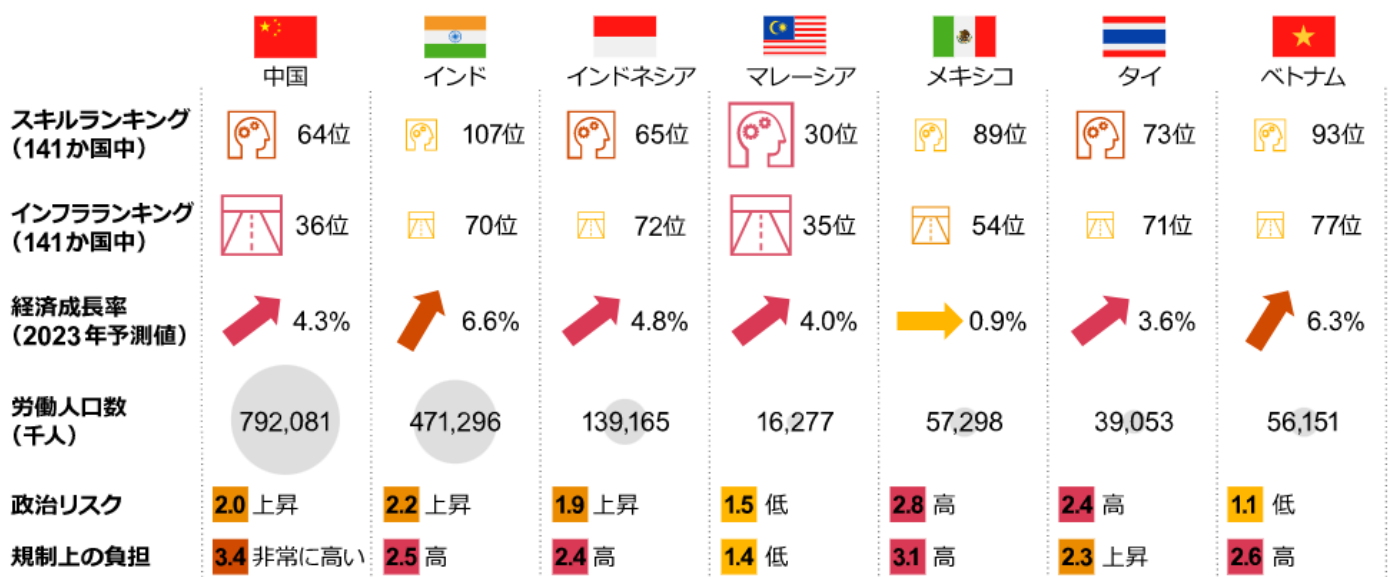 中国 インド インドネシア マレーシア メキシコ タイ ベトナム
スキルランキング
(141か国中)
64位 107位 65位 30位 89位 73位 93位
インフラランキング
(141か国中)
36位 70位 72位 35位 54位 71位 77位
経済成長率
(2023年予測値)
4.3% 6.6% 4.8% 4.0% 0.9% 3.6% 6.3%
労働人口数
(千人)
792,081 471,296 139,165 16,277 57,298 39,053 56,151
政治リスク 2.0 上昇 2.2 上昇 1.9 上昇 1.5 低 2.8 高 2.4 高 1.1 低
規制上の負担 3.4 非常に高い 2.5 高 2.4 高 1.4 低 3.1 高 2.3 上昇 2.6 高